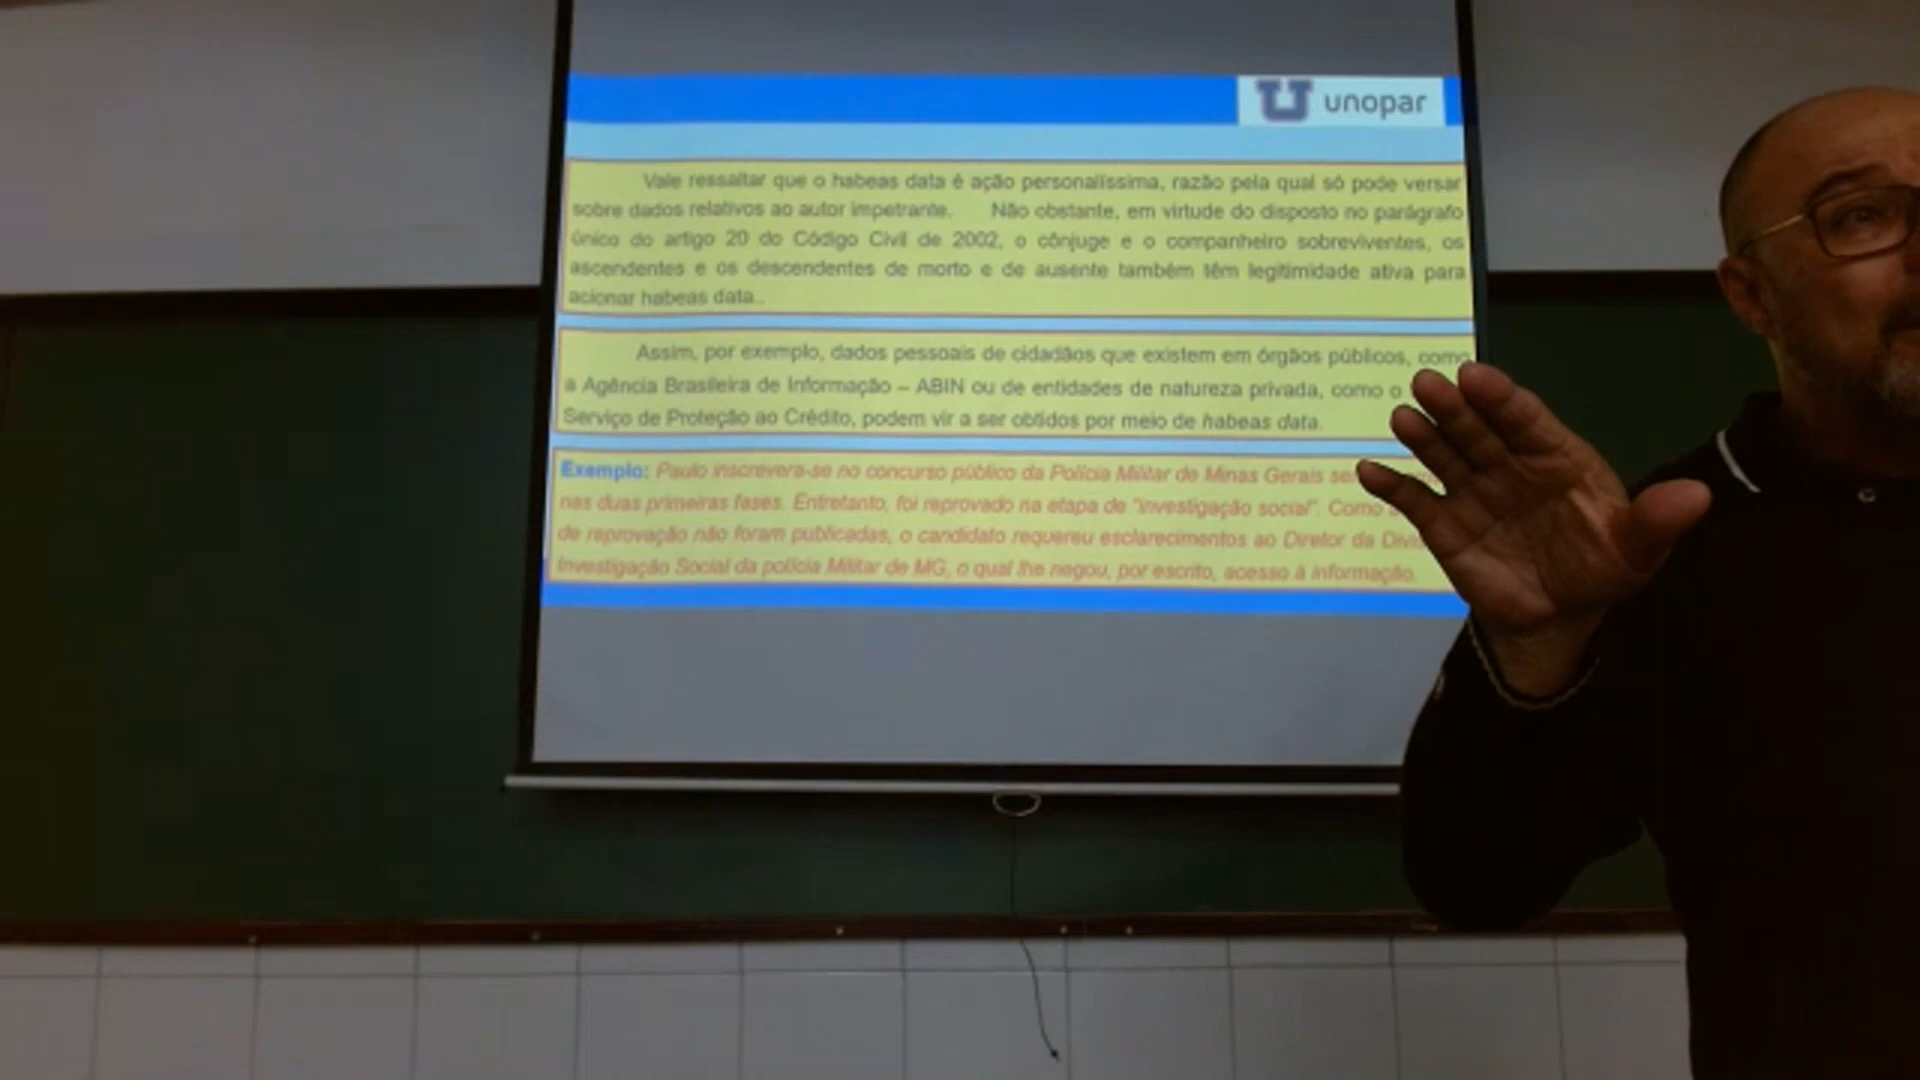 unopar
Vale ressaltar que o habeas data é ação personalíssima, razão pela qual só pode versar
sobre dados relativos ao autor impetrante. Não obstante, em virtude do disposto no parágrafo
único do artigo 20 do Código Civil de 2002, o cônjuge e o companheiro sobreviventes, os
ascendentes e os descendentes de morto e de ausente também têm legitimidade ativa para
acionar habeas data..
Assim, por exemplo, dados pessoais de cidadãos que existem em órgãos públicos, como
a Agência Brasileira de Informação – ABIN ou de entidades de natureza privada, como o
Serviço de Proteção ao Crédito, podem vir a ser obtidos por meio de habeas data.
Exemplo: Paulo inscrevera-se no concurso público da Polícia Militar de Minas Gerais
nas duas primeiras fases. Entretanto, foi reprovado na etapa de "investigação social". Como
de reprovação não foram publicadas, o candidato requereu esclarecimentos ao Diretor da
Investigação Social da polícia Militar de MG, o qual lhe negou, por escrito, acesso à informação.